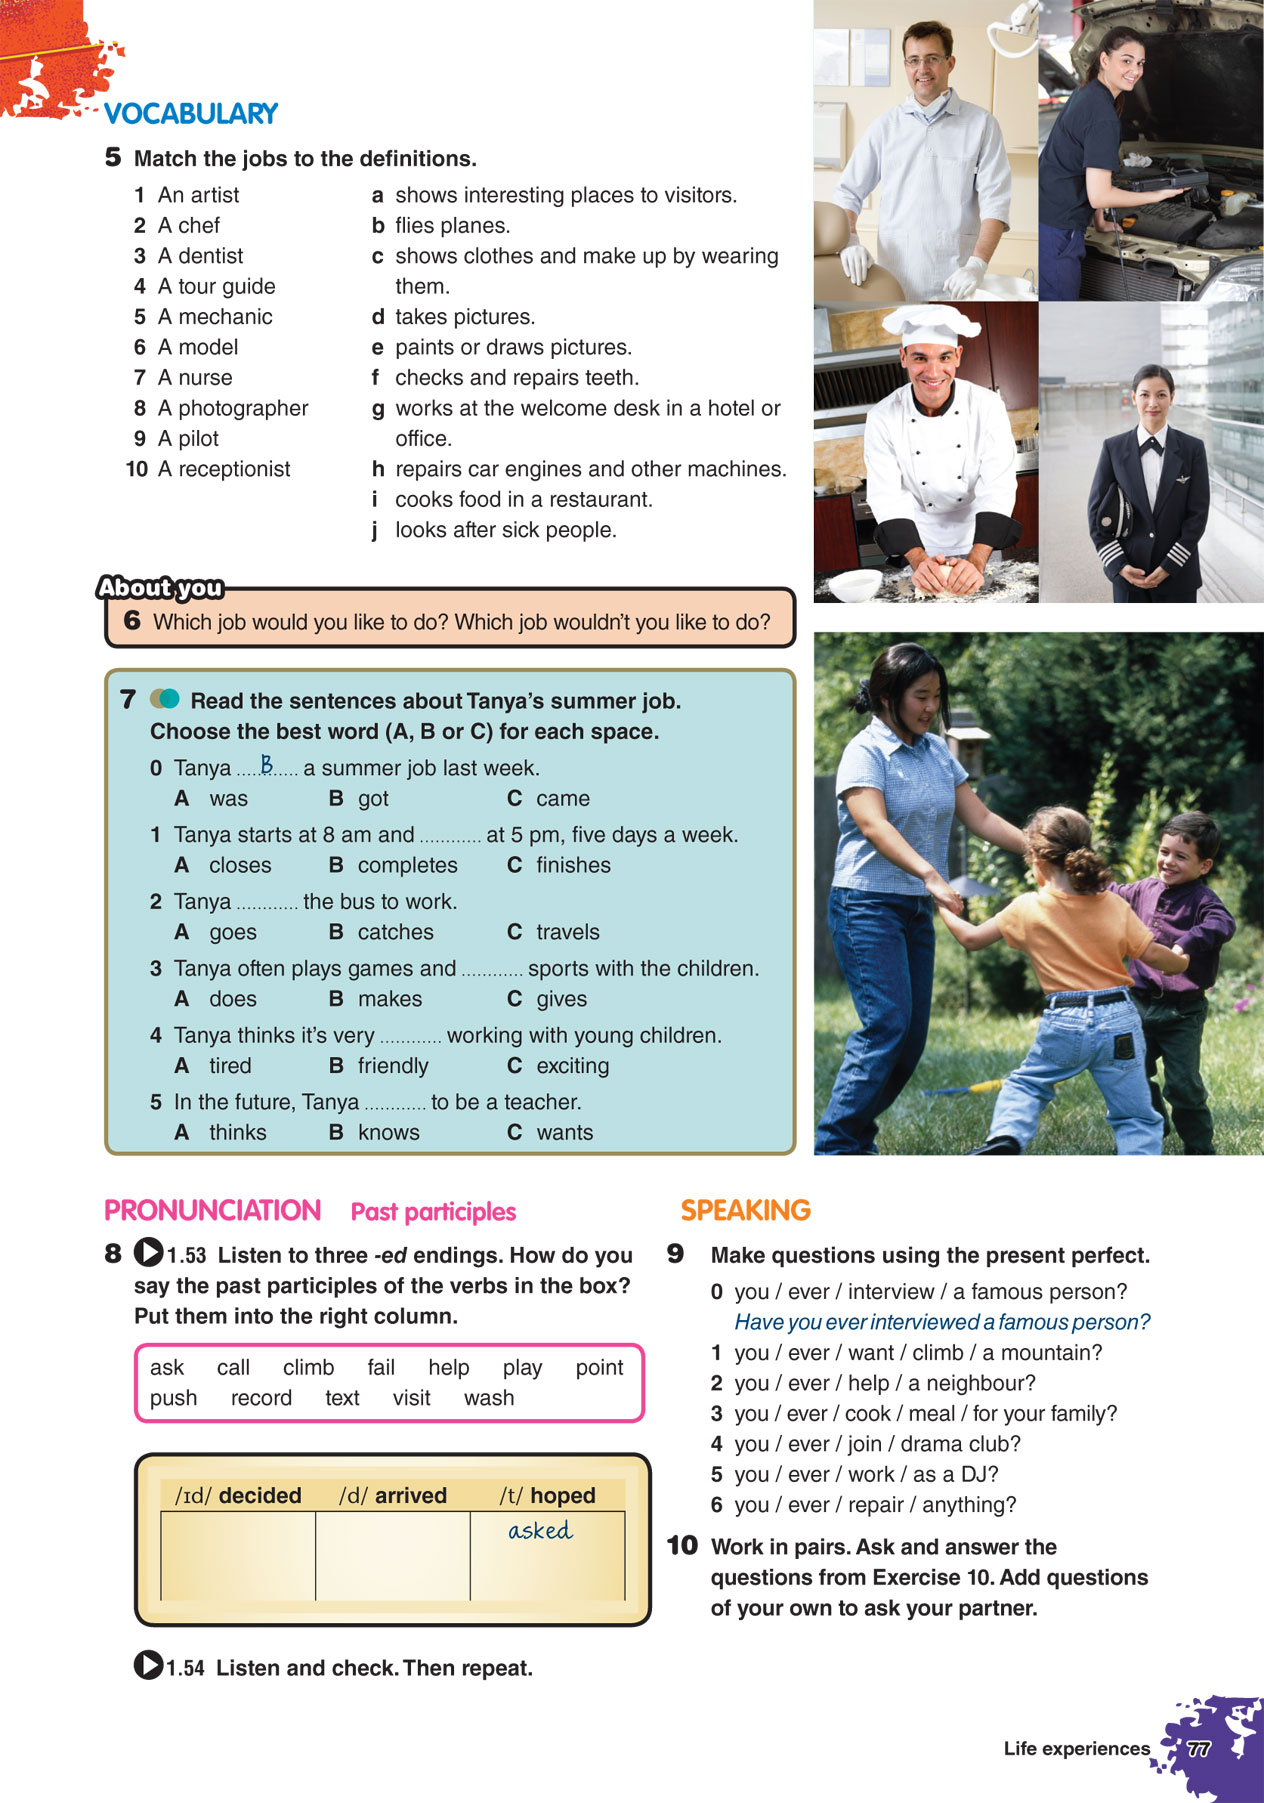 VOCABULARY
5 Match the jobs to the definitions.
1 An artist
2 A chef
3 A dentist
4 A tour guide
5 A mechanic
6 A model
7 A nurse
8 A photographer
9 A pilot
10 A receptionist
a shows interesting places to visitors.
b flies planes.
c shows clothes and make up by wearing
them.
d takes pictures.
e paints or draws pictures.
f checks and repairs teeth.
g works at the welcome desk in a hotel or
office.
h repairs car engines and other machines.
i cooks food in a restaurant.
j looks after sick people.
About you
6 Which job would you like to do? Which job wouldn't you like to do?
7 Read the sentences about Tanya's summer job.
Choose the best word (A, B or C) for each space.
0 Tanya .....B...... a summer job last week.
A was B got C came
1 Tanya starts at 8 am and ............ at 5 pm, five days a week.
A closes B completes C finishes
2 Tanya ............ the bus to work.
A goes B catches C travels
3 Tanya often plays games and ............ sports with the children.
A does B makes C gives
4 Tanya thinks it's very ............ working with young children.
A tired B friendly C exciting
5 In the future, Tanya ............ to be a teacher.
A thinks B knows C wants
PRONUNCIATION Past participles
8 1.53 Listen to three -ed endings. How do you
say the past participles of the verbs in the box?
Put them into the right column.
ask call climb fail help play point
push record text visit wash
/ɪd/ decided /d/ arrived /t/ hoped
asked
1.54 Listen and check. Then repeat.
SPEAKING
9 Make questions using the present perfect.
0 you / ever / interview / a famous person?
Have you ever interviewed a famous person?
1 you / ever / want / climb / a mountain?
2 you / ever / help / a neighbour?
3 you / ever / cook / meal / for your family?
4 you / ever / join / drama club?
5 you / ever / work / as a DJ?
6 you / ever / repair / anything?
10 Work in pairs. Ask and answer the
questions from Exercise 10. Add questions
of your own to ask your partner.
Life experiences 77